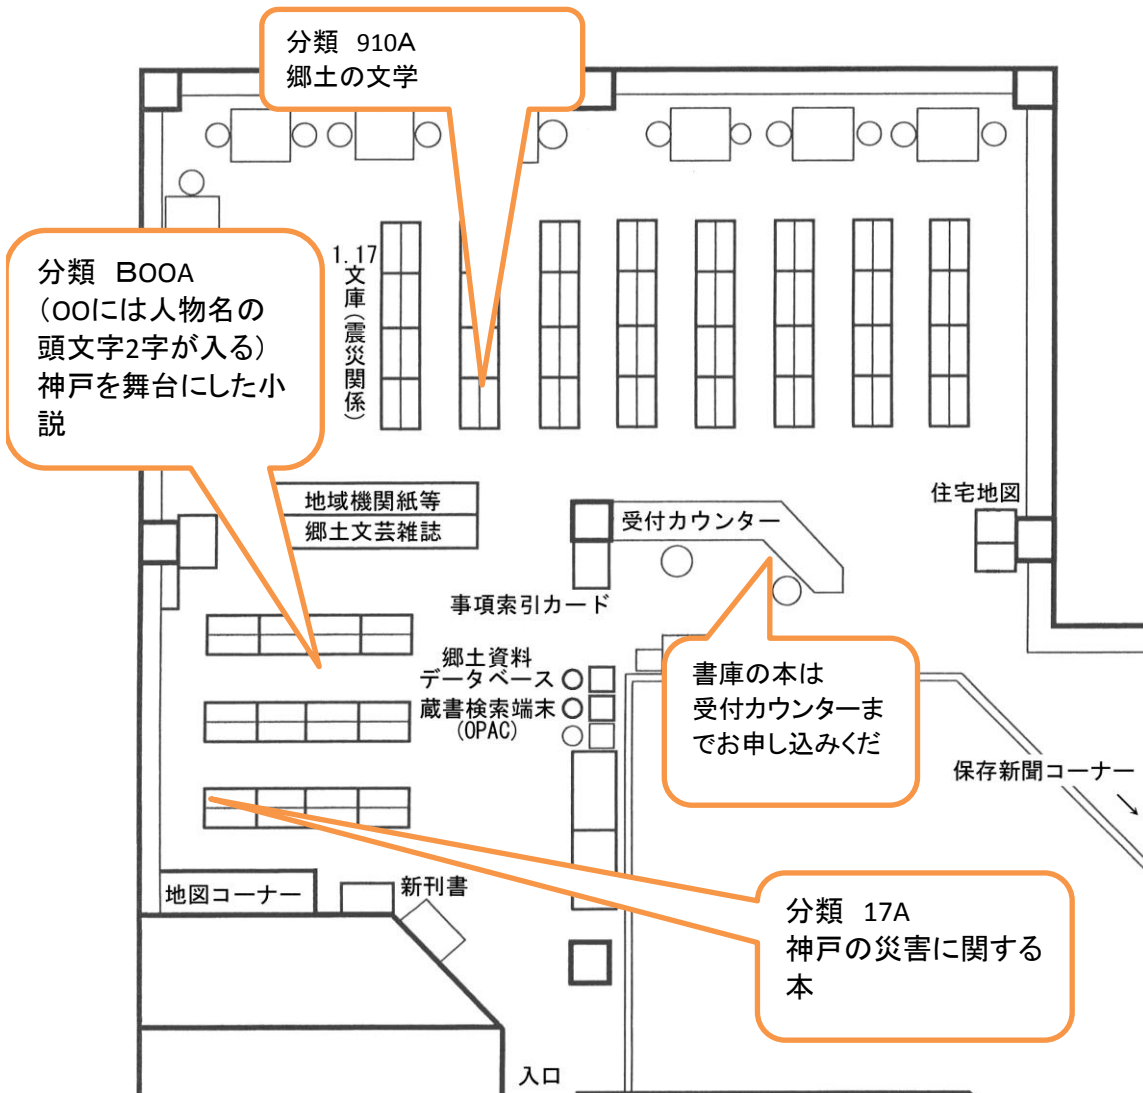 分類 910A
郷土の文学
分類 BOOA
(OOには人物名の
頭文字2字が入る)
神戸を舞台にした小
説
1.17
文庫(震災関係)
地域機関紙等
郷土文芸雑誌
受付カウンター
住宅地図
事項索引カード
郷土資料
データベース
蔵書検索端末
(OPAC)
書庫の本は
受付カウンターま
でお申し込みくだ
保存新聞コーナー
→
地図コーナー
新刊書
分類 17A
神戸の災害に関する
本
入口